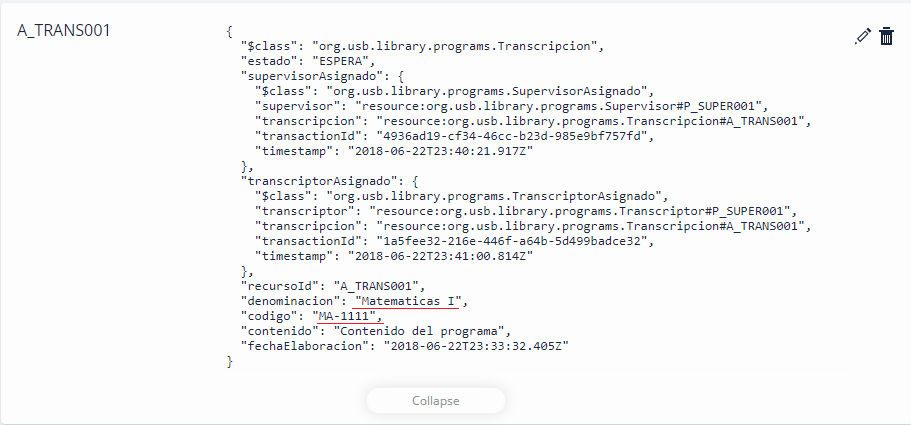 A_TRANS001
{
"$class": "org.usb.library.programs.Transcripcion",
"estado": "ESPERA",
"supervisorAsignado": {
"$class": "org.usb.library.programs.SupervisorAsignado",
"supervisor": "resource:org.usb.library.programs.Supervisor#P_SUPER001",
"transcripcion": "resource:org.usb.library.programs.Transcripcion#A_TRANS001",
"transactionId": "4936ad19-cf34-46cc-b23d-985e9bf757fd",
"timestamp": "2018-06-22T23:40:21.917Z"
},
"transcriptorAsignado": {
"$class": "org.usb.library.programs.TranscriptorAsignado",
"transcriptor": "resource:org.usb.library.programs.Transcriptor#P_SUPER001",
"transcripcion": "resource:org.usb.library.programs.Transcripcion#A_TRANS001",
"transactionId": "1a5fee32-216e-446f-a64b-5d499badce32",
"timestamp": "2018-06-22T23:41:00.814Z"
},
"recursoId": "A_TRANS001",
"denominacion": "Matematicas I",
"codigo": "MA-1111",
"contenido": "Contenido del programa",
"fechaElaboracion": "2018-06-22T23:33:32.405Z"
}
Collapse